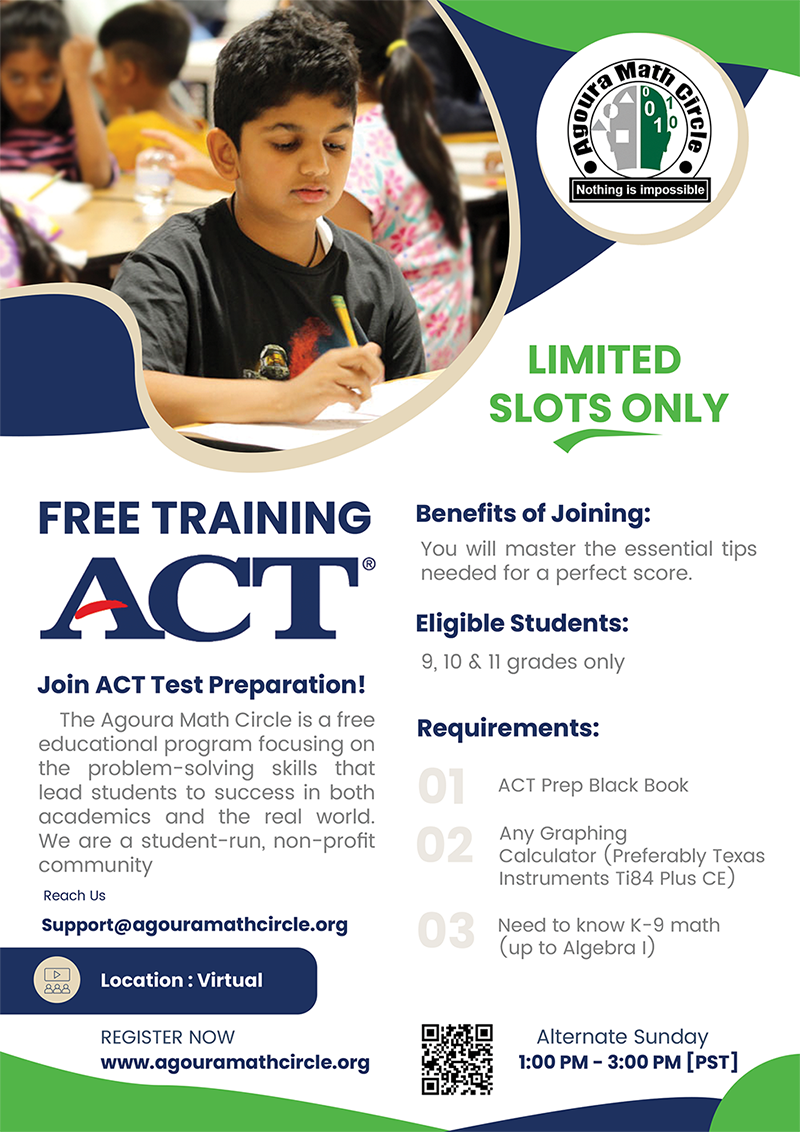 Agoura Math Circle
0 1
0 0
1
Nothing is impossible
LIMITED
SLOTS ONLY
FREE TRAINING
ACT®
Join ACT Test Preparation!
The Agoura Math Circle is a free
educational program focusing on
the problem-solving skills that
lead students to success in both
academics and the real world.
We are a student-run, non-profit
community
Reach Us
Support@agouramathcircle.org
Location : Virtual
REGISTER NOW
www.agouramathcircle.org
Benefits of Joining:
You will master the essential tips
needed for a perfect score.
Eligible Students:
9, 10 & 11 grades only
Requirements:
01 ACT Prep Black Book
02 Any Graphing
Calculator (Preferably Texas
Instruments Ti84 Plus CE)
03 Need to know K-9 math
(up to Algebra I)
Alternate Sunday
1:00 PM - 3:00 PM [PST]